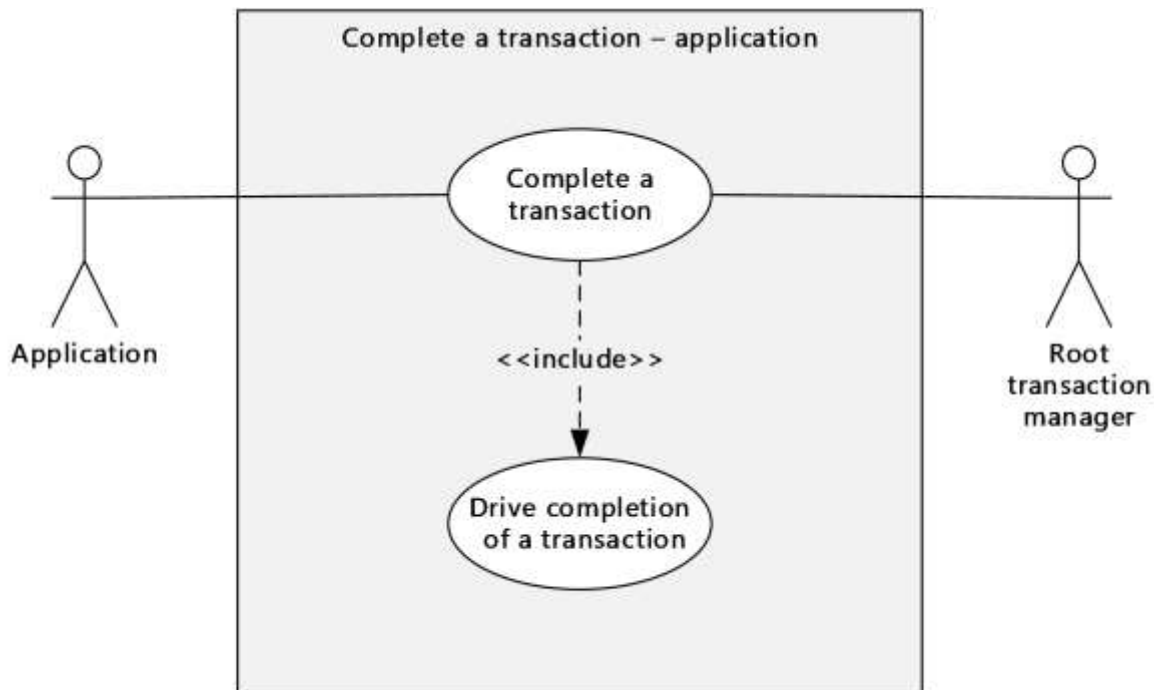 Complete a transaction – application
Complete a
transaction
Application
<<include>>
Root
transaction
manager
Drive completion
of a transaction